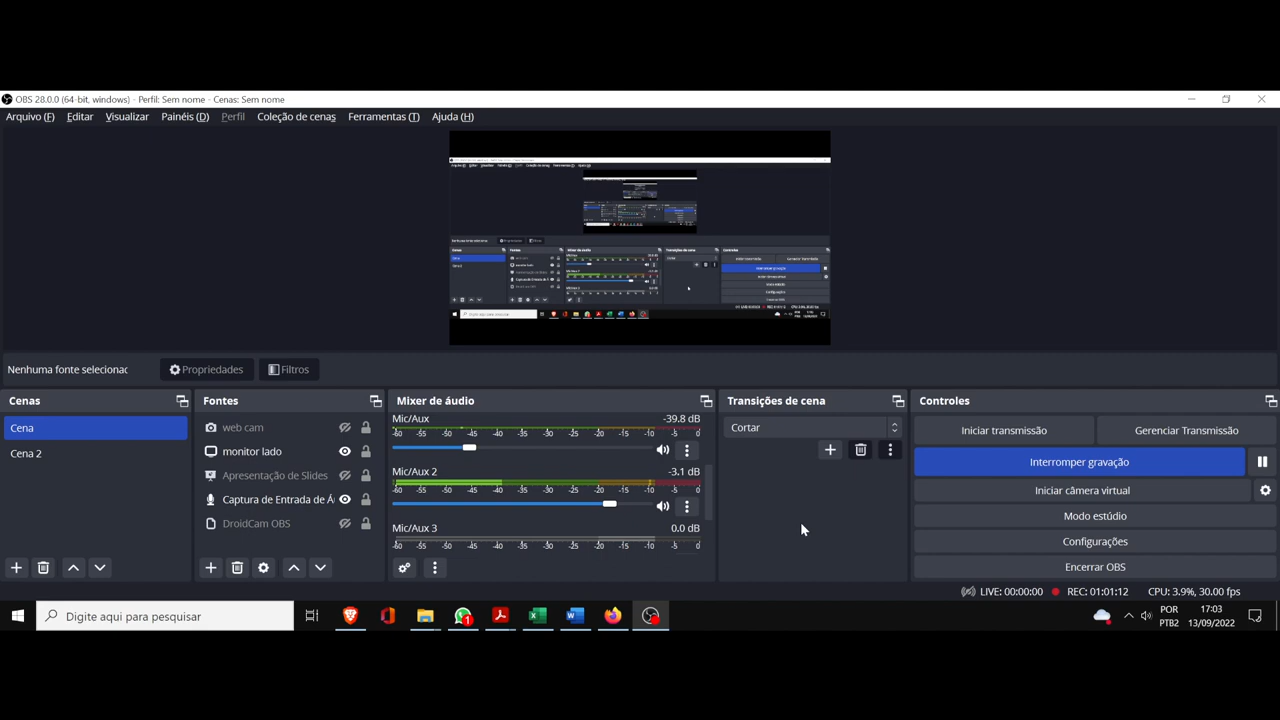 OBS 28.0.0 (64-bit, windows) - Perfil: Sem nome - Cenas: Sem nome
Arquivo (F) Editar Visualizar Painéis (D) Perfil Coleção de cenas Ferramentas (T) Ajuda (H)
Nenhuma fonte selecionac Propriedades Filtros
Cenas
Cena
Cena 2
Fontes
web cam
monitor lado
Apresentação de Slides
Captura de Entrada de Á
DroidCam OBS
Mixer de áudio
Mic/Aux -39.8 dB
-60 -55 -50 -45 -40 -35 -30 -25 -20 -15 -10 -5 0
Mic/Aux 2 -3.1 dB
-60 -55 -50 -45 -40 -35 -30 -25 -20 -15 -10 -5 0
Mic/Aux 3 0.0 dB
-60 -55 -50 -45 -40 -35 -30 -25 -20 -15 -10 -5 0
Transições de cena
Cortar
Controles
Iniciar transmissão Gerenciar Transmissão
Interromper gravação
Iniciar câmera virtual
Modo estúdio
Configurações
Encerrar OBS
LIVE: 00:00:00 REC: 01:01:12 CPU: 3.9%, 30.00 fps
Digite aqui para pesquisar
1
POR
PTB2
17:03
13/09/2022